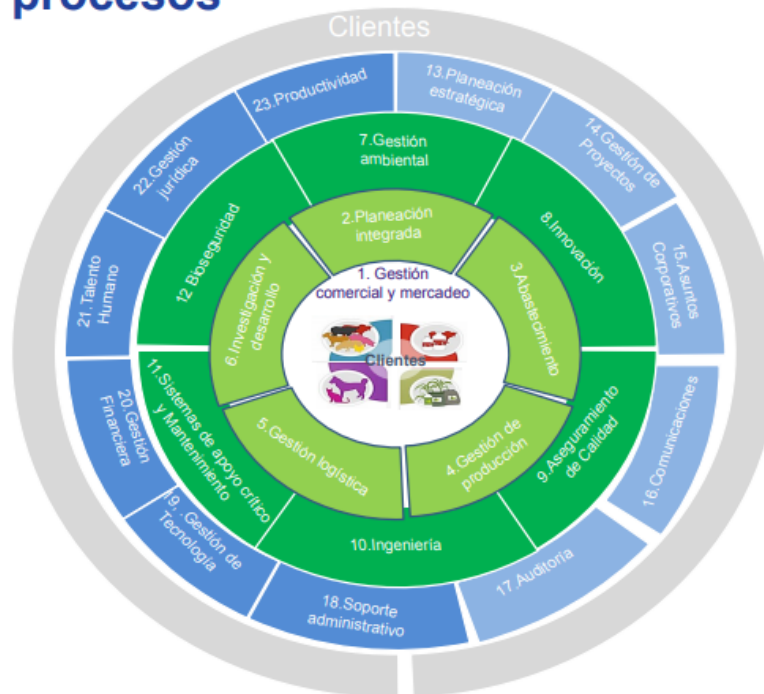 procesos
Clientes
1. Gestión
comercial y mercadeo
Clientes
2.Planeación
integrada
3.Abastecimiento
4.Gestión de
producción
5.Gestión logística
6.Investigación y
desarrollo
7.Gestión
ambiental
8.Innovación
9.Aseguramiento
de Calidad
10.Ingeniería
11.Sistemas de apoyo crítico
y Mantenimiento
12 Bioseguridad
13.Planeación
estratégica
14.Gestión de
Proyectos
15.Asuntos
Corporativos
16.Comunicaciones
17.Auditoría
18.Soporte
administrativo
19, .Gestión de
Tecnología
20.Gestión
Financiera
21.Talento
Humano
22.Gestión
jurídica
23.Productividad